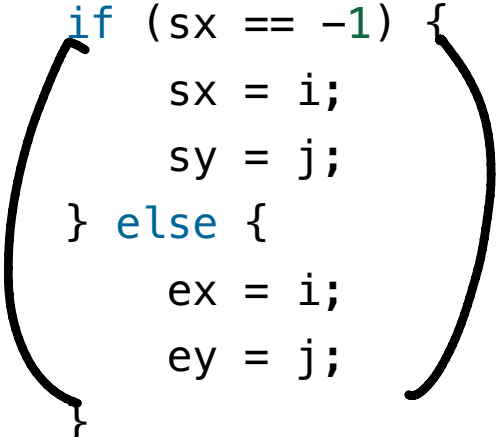 if (sx == -1) {
sx = i;
sy = j;
} else {
ex = i;
ey = j;
}